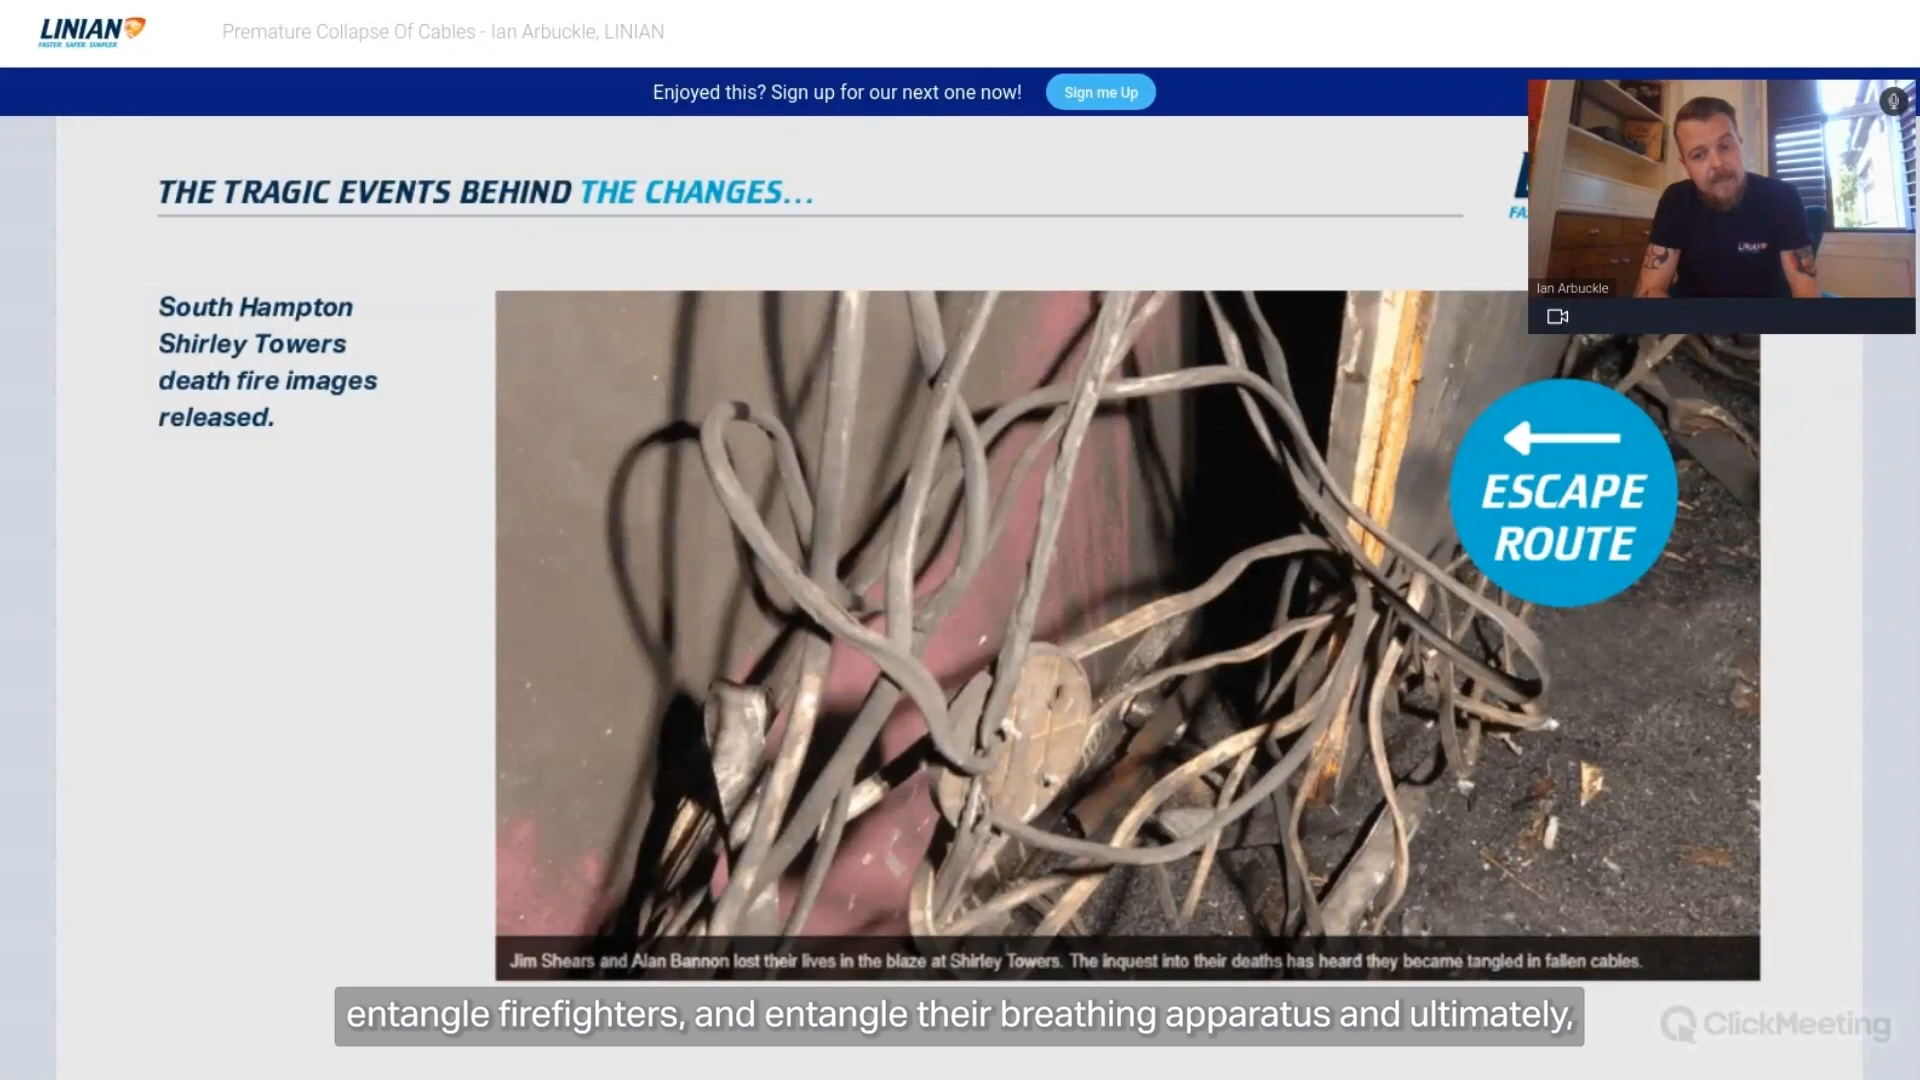 LINIAN
FASTER. SAFER. SIMPLER.
Premature Collapse Of Cables - Ian Arbuckle, LINIAN
Enjoyed this? Sign up for our next one now!
Sign me Up
THE TRAGIC EVENTS BEHIND THE CHANGES...
FA
LINIAN
Ian Arbuckle
South Hampton
Shirley Towers
death fire images
released.
ESCAPE
ROUTE
Jim Shears and Alan Bannon lost their lives in the blaze at Shirley Towers. The inquest into their deaths has heard they became tangled in fallen cables.
entangle firefighters, and entangle their breathing apparatus and ultimately,
ClickMeeting